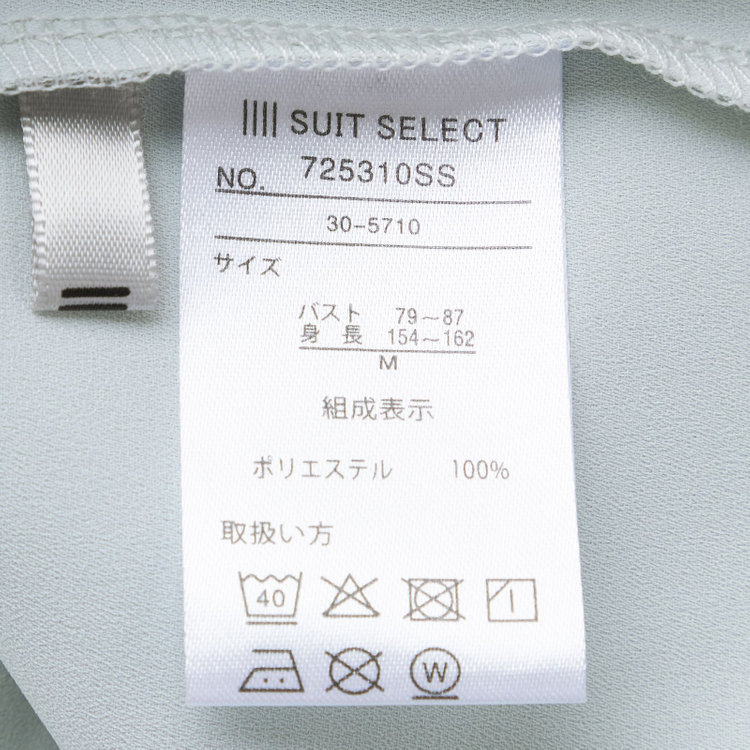 SUIT SELECT
NO. 725310SS
30-5710
サイズ
バスト 79～87
身長 154～162
M
組成表示
ポリエステル 100%
取扱い方
40
W